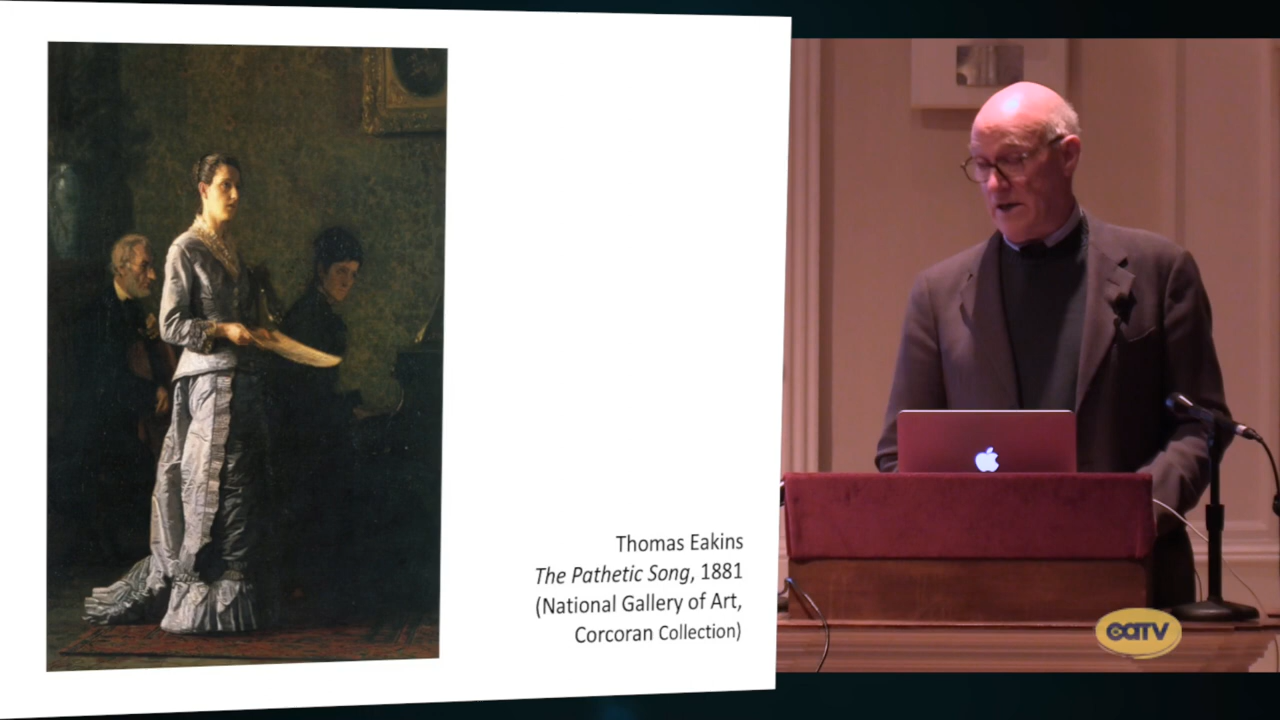 Thomas Eakins
The Pathetic Song, 1881
(National Gallery of Art,
Corcoran Collection)
CATV